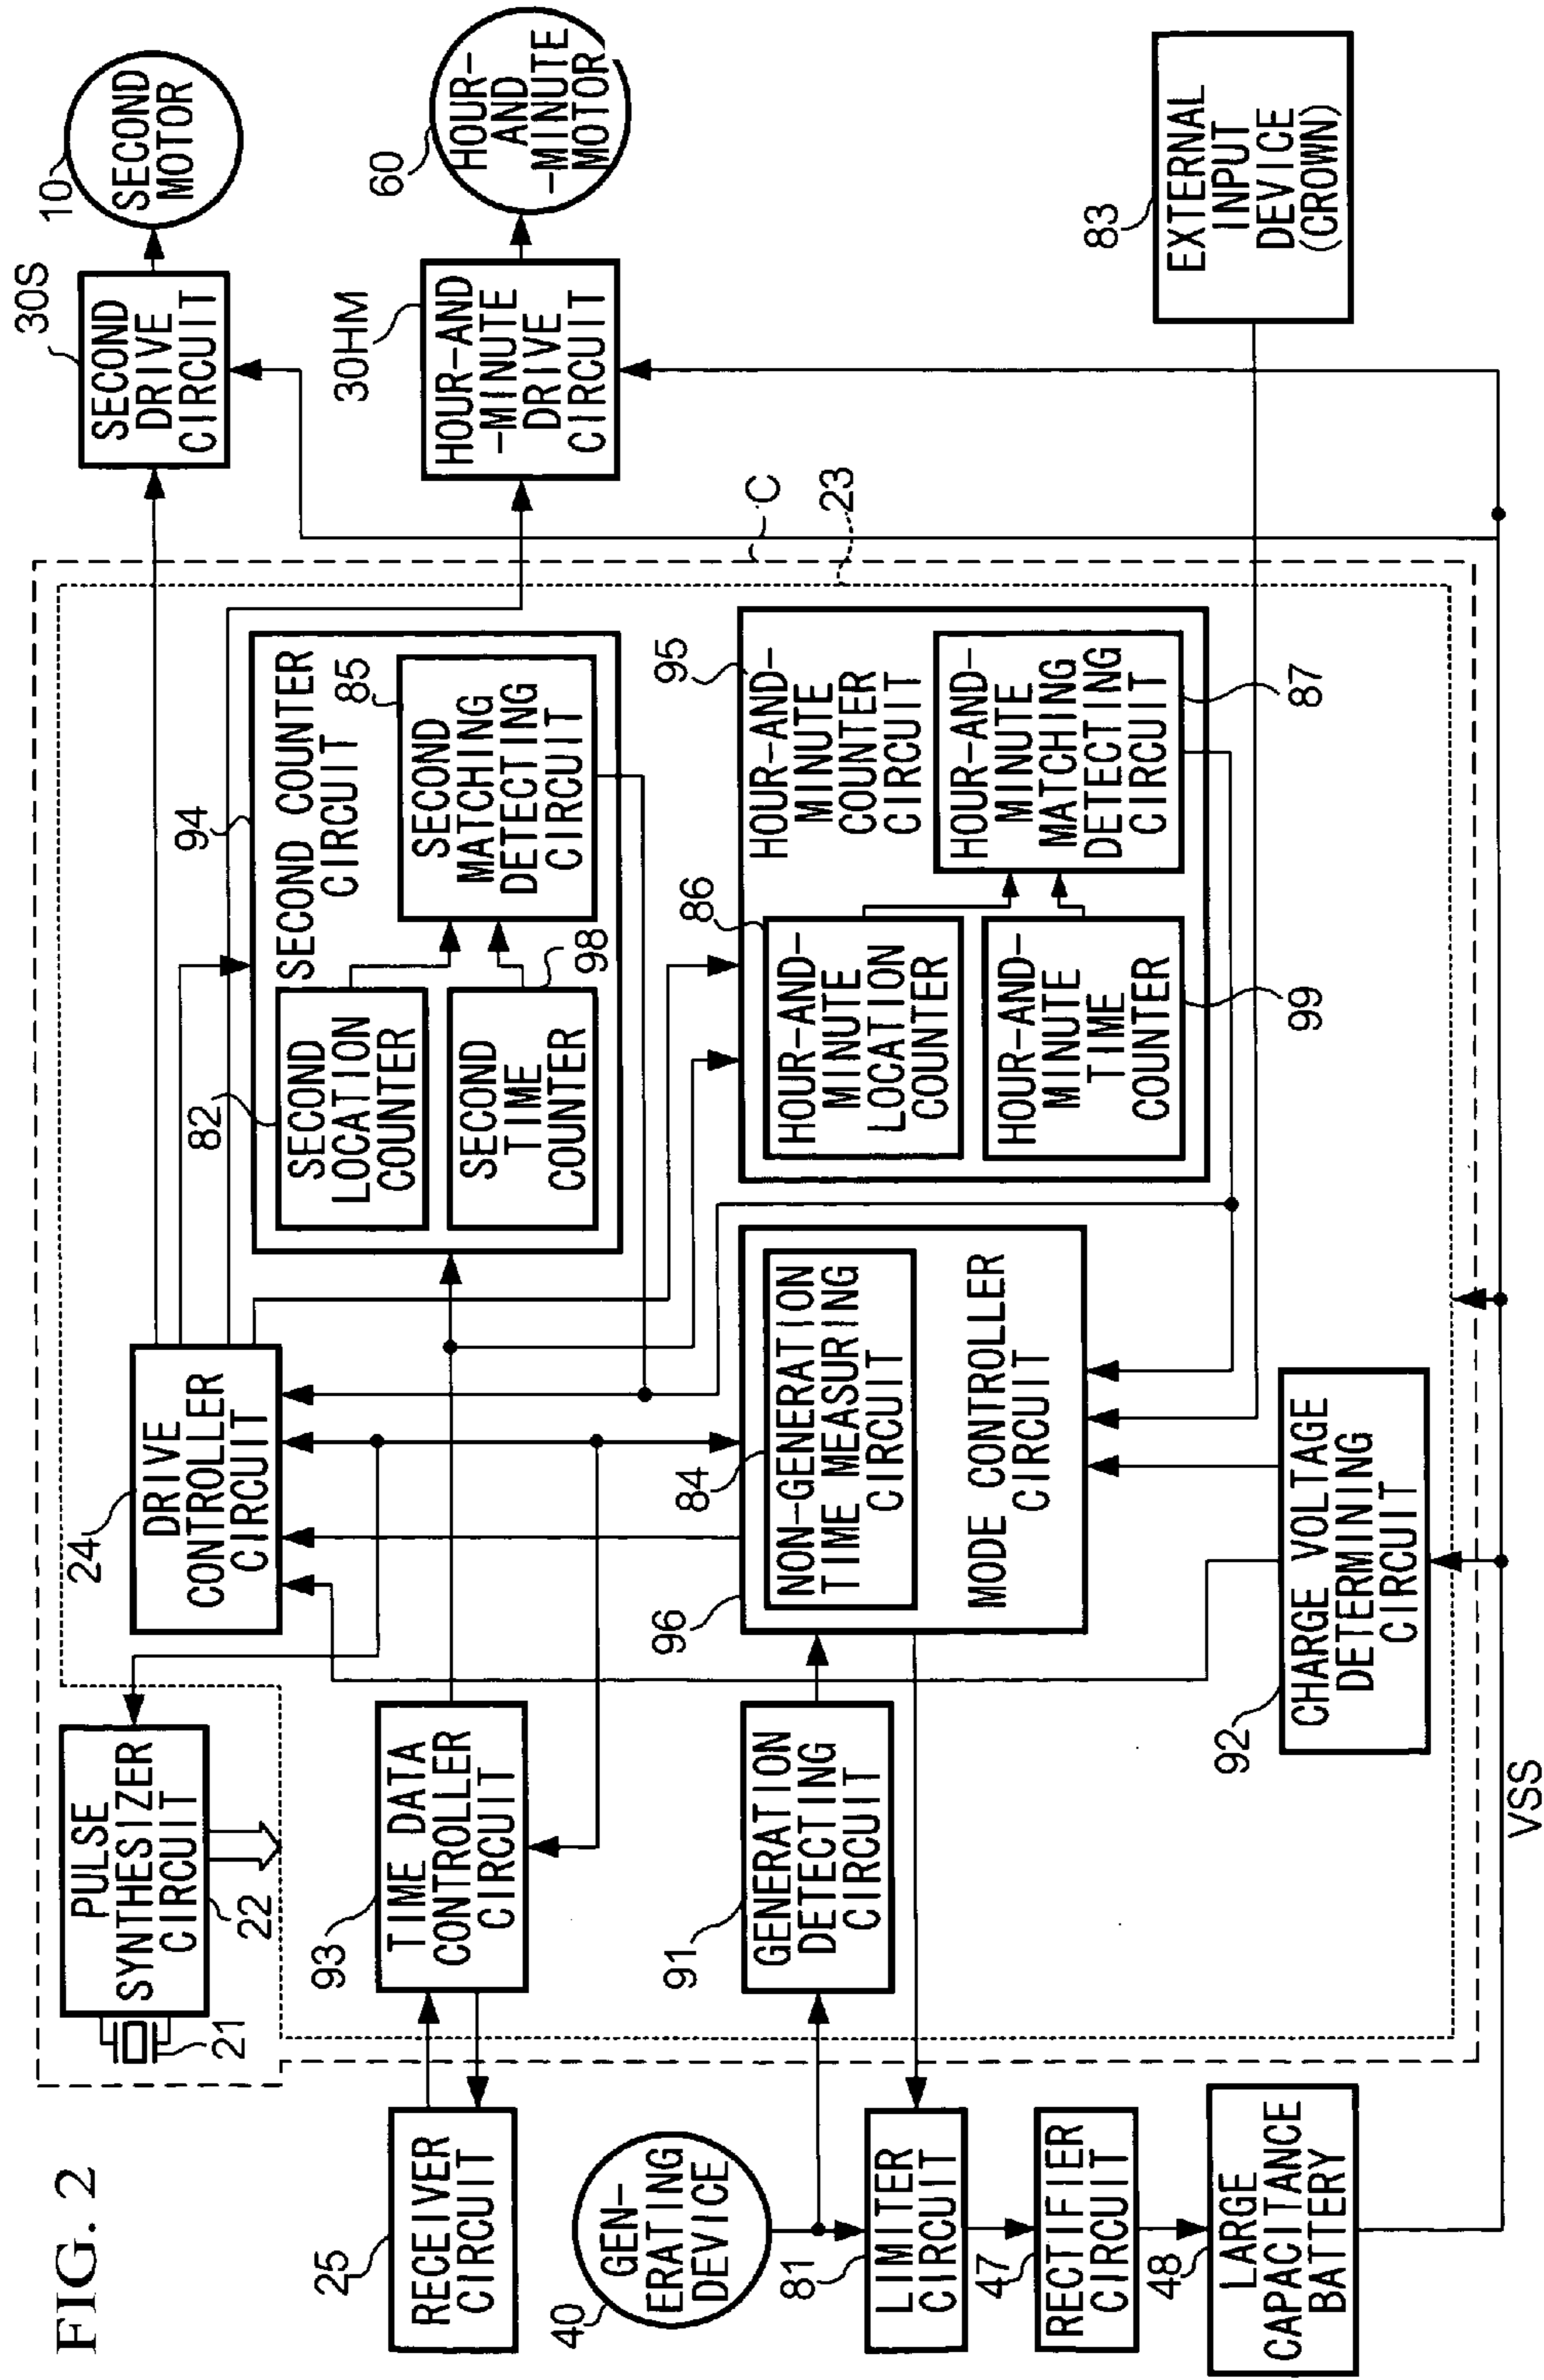 FIG. 2
21
PULSE
SYNTHESIZER
CIRCUIT
22
24
DRIVE
CONTROLLER
CIRCUIT
30S
SECOND
DRIVE
CIRCUIT
10
SECOND
MOTOR
25
RECEIVER
CIRCUIT
93
TIME DATA
CONTROLLER
CIRCUIT
94
SECOND COUNTER
CIRCUIT
82
SECOND
LOCATION
COUNTER
SECOND
TIME
COUNTER
98
85
SECOND
MATCHING
DETECTING
CIRCUIT
30HM
HOUR-AND
-MINUTE
DRIVE
CIRCUIT
60
HOUR-
AND
-MINUTE
MOTOR
40
GEN-
ERATING
DEVICE
81
LIMITER
CIRCUIT
47
RECTIFIER
CIRCUIT
48
LARGE
CAPACITANCE
BATTERY
91
GENERATION
DETECTING
CIRCUIT
96
84
NON-GENERATION
TIME MEASURING
CIRCUIT
MODE CONTROLLER
CIRCUIT
95
HOUR-AND-
MINUTE
COUNTER
CIRCUIT
86
HOUR-AND-
MINUTE
LOCATION
COUNTER
HOUR-AND-
MINUTE
TIME
COUNTER
99
HOUR-AND-
MINUTE
MATCHING
DETECTING
CIRCUIT
87
C
23
83
EXTERNAL
INPUT
DEVICE
(CROWN)
92
CHARGE VOLTAGE
DETERMINING
CIRCUIT
VSS